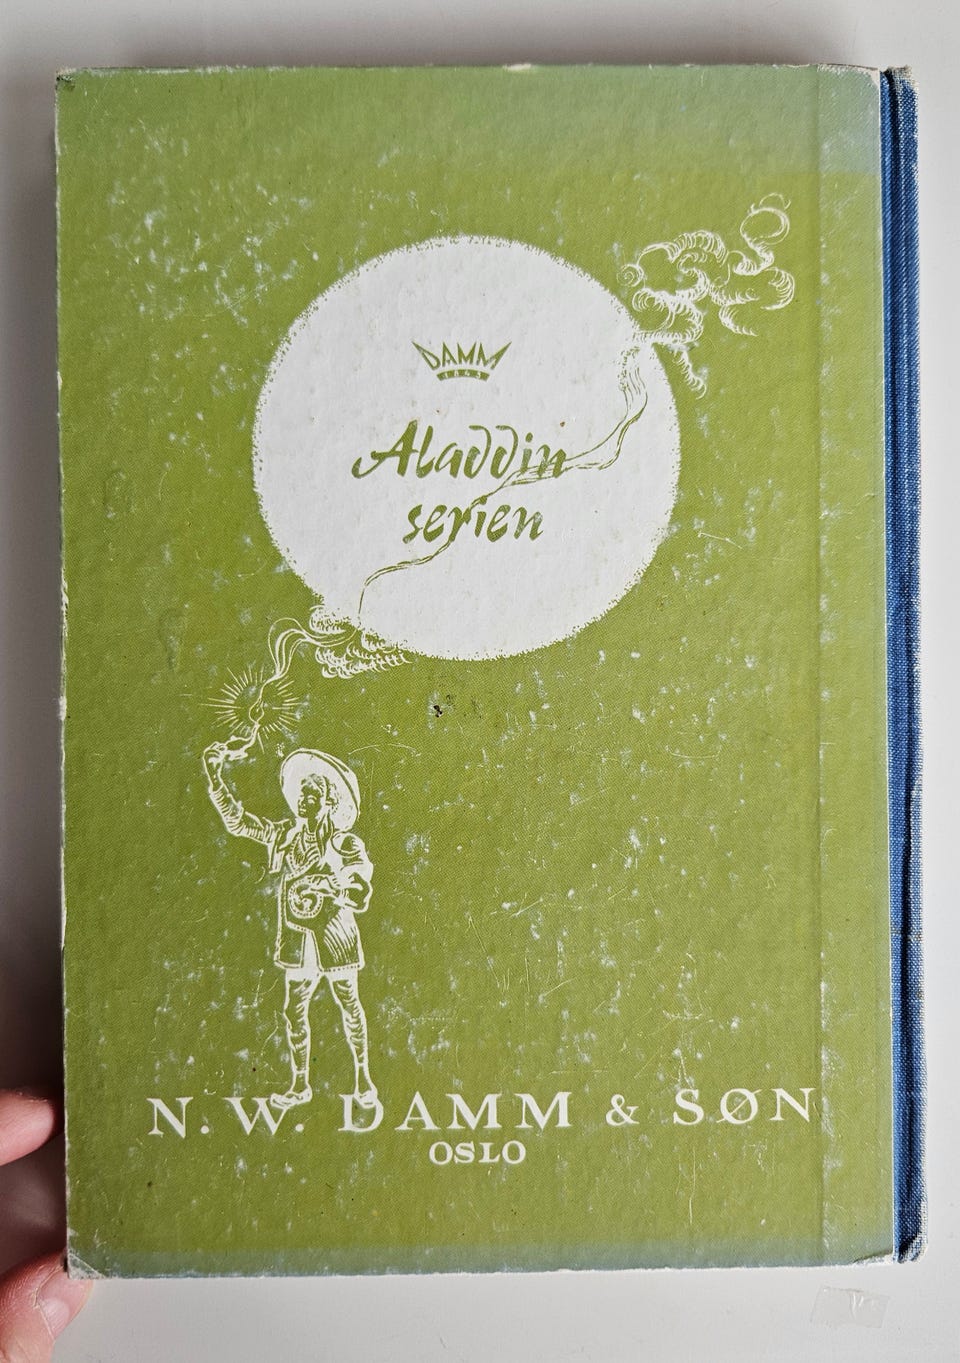 DAMM
1843
Aladdin
serien
N. W. DAMM & SØN
OSLO